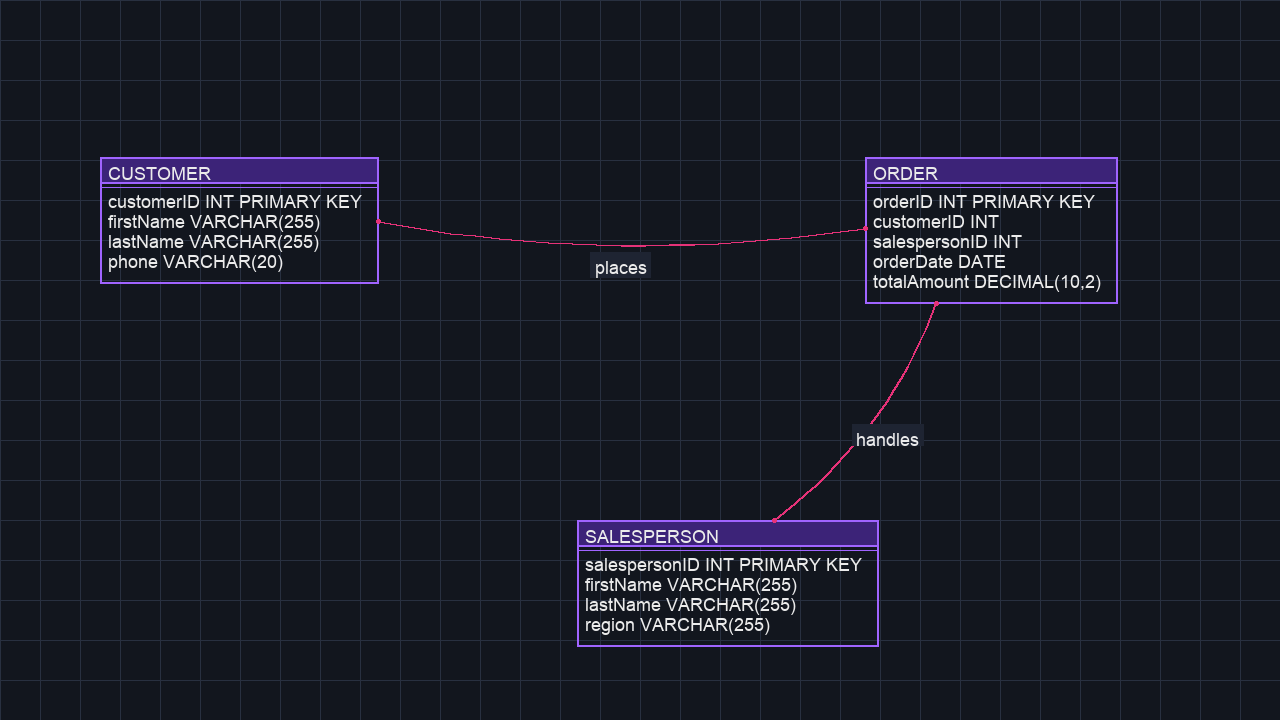 CUSTOMER
customerID INT PRIMARY KEY
firstName VARCHAR(255)
lastName VARCHAR(255)
phone VARCHAR(20)
places
ORDER
orderID INT PRIMARY KEY
customerID INT
salespersonID INT
orderDate DATE
totalAmount DECIMAL(10,2)
handles
SALESPERSON
salespersonID INT PRIMARY KEY
firstName VARCHAR(255)
lastName VARCHAR(255)
region VARCHAR(255)